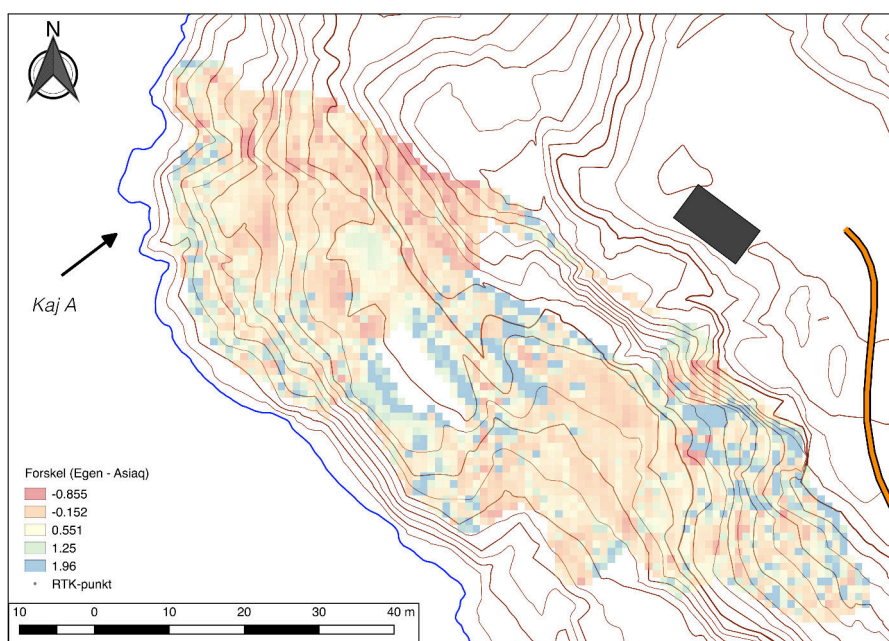 N
Kaj A
Forskel (Egen - Asiaq)
-0.855
-0.152
0.551
1.25
1.96
RTK-punkt
10 0 10 20 30 40 m